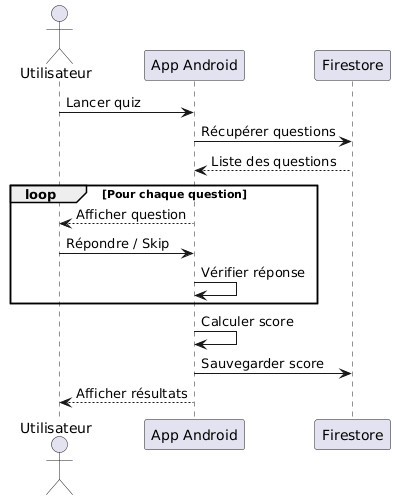 Utilisateur
App Android
Firestore
Lancer quiz
Récupérer questions
Liste des questions
loop [Pour chaque question]
Afficher question
Répondre / Skip
Vérifier réponse
Calculer score
Sauvegarder score
Afficher résultats
Utilisateur
App Android
Firestore